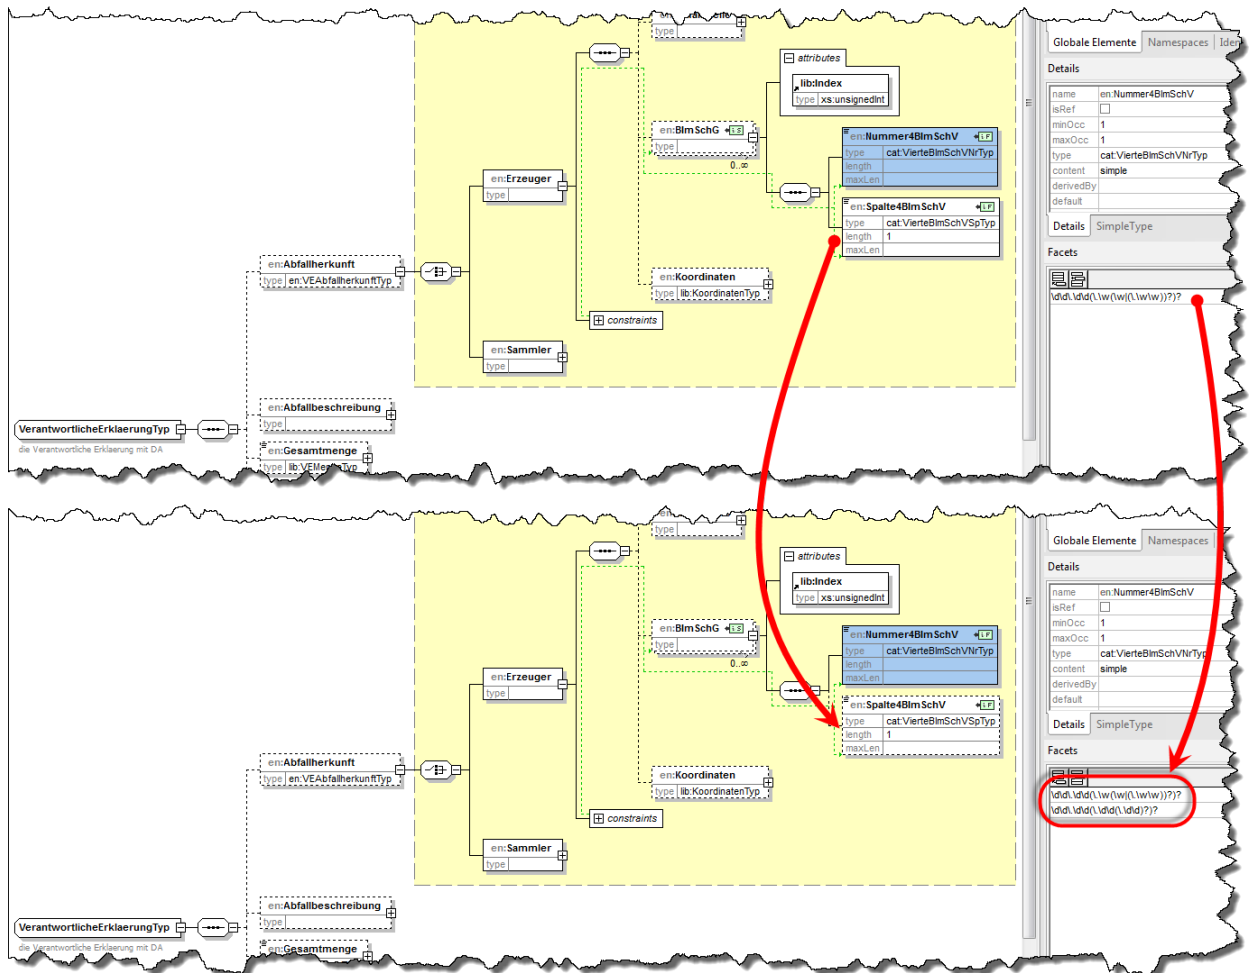 type
attributes
lib:Index
type xs:unsignedInt
en:BImSchG
type
0..∞
en:Nummer4BImSchV
type cat:VierteBImSchVNrTyp
length
maxLen
en:Erzeuger
type
en:Spalte4BImSchV
type cat:VierteBImSchVSpTyp
length 1
maxLen
en:Abfallherkunft
type en:VEAbfallherkunftTyp
en:Koordinaten
type lib:KoordinatenTyp
constraints
en:Sammler
type
en:Abfallbeschreibung
type
VerantwortlicheErklaerungTyp
die Verantwortliche Erklaerung mit DA
en:Gesamtmenge
Globale Elemente Namespaces
Details
name en:Nummer4BImSchV
isRef
minOcc 1
maxOcc 1
type cat:VierteBImSchVNrTyp
content simple
derivedBy
default
Details SimpleType
Facets
\d\d\.\d\d(\.\w(\w|(\.\w\w))?)?
type
attributes
lib:Index
type xs:unsignedInt
en:BImSchG
type
0..∞
en:Nummer4BImSchV
type cat:VierteBImSchVNrTyp
length
maxLen
en:Erzeuger
type
en:Spalte4BImSchV
type cat:VierteBImSchVSpTyp
length 1
maxLen
en:Abfallherkunft
type en:VEAbfallherkunftTyp
en:Koordinaten
type lib:KoordinatenTyp
constraints
en:Sammler
type
en:Abfallbeschreibung
type
VerantwortlicheErklaerungTyp
die Verantwortliche Erklaerung mit DA
en:Gesamtmenge
Globale Elemente Namespaces
Details
name en:Nummer4BImSchV
isRef
minOcc 1
maxOcc 1
type cat:VierteBImSchVNrTyp
content simple
derivedBy
default
Details SimpleType
Facets
\d\d\.\d\d(\.\w(\w|(\.\w\w))?)?
\d\d\.\d\d(\.\d\d(\.\d\d)?)?